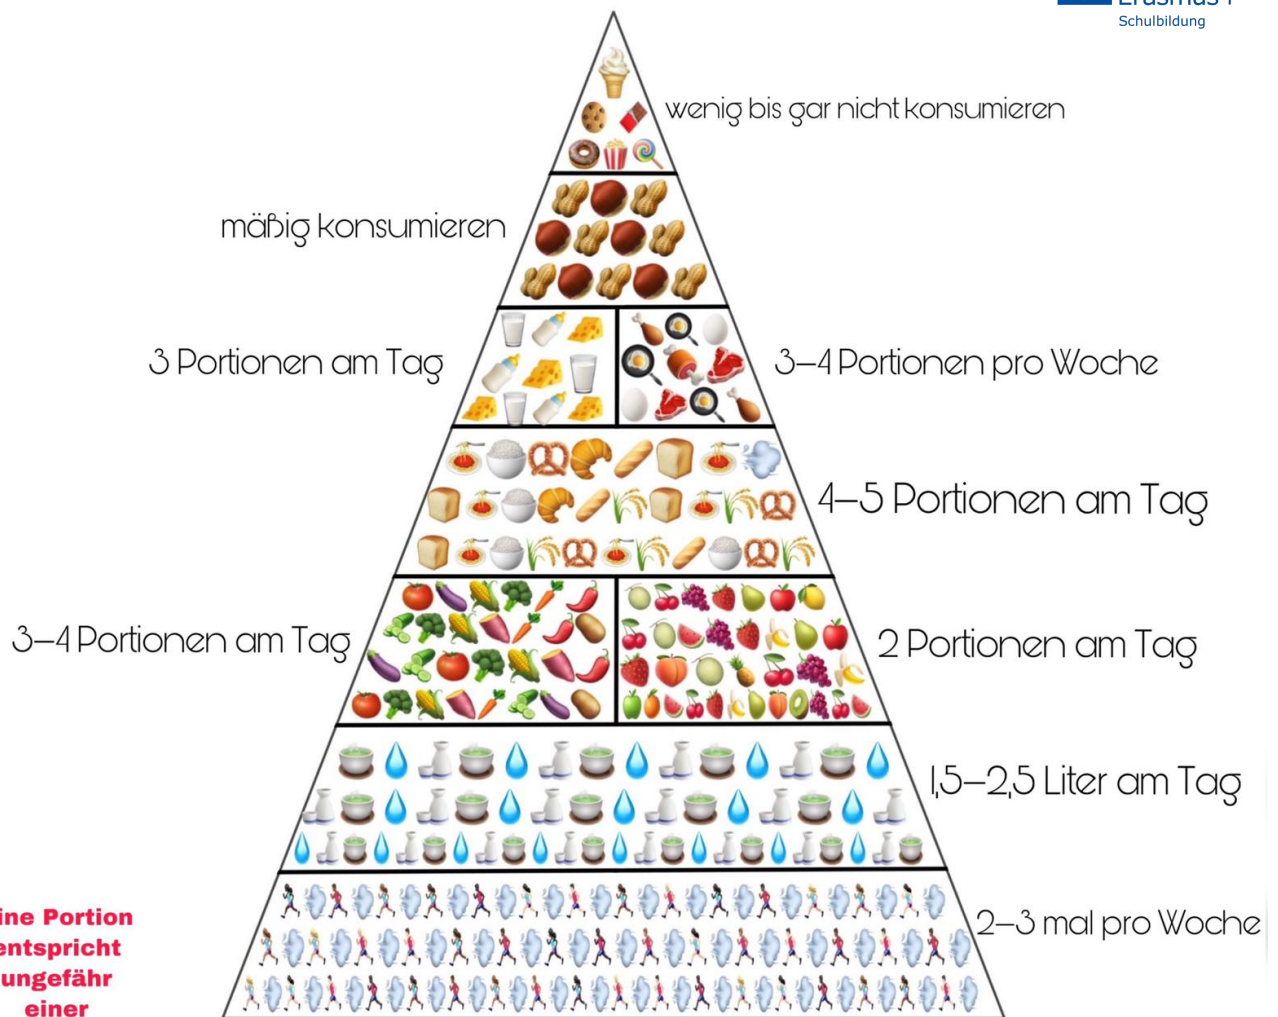 Schulbildung
wenig bis gar nicht konsumieren
mäßig konsumieren
3 Portionen am Tag
3–4 Portionen pro Woche
4–5 Portionen am Tag
3–4 Portionen am Tag
2 Portionen am Tag
1,5–2,5 Liter am Tag
2–3 mal pro Woche
Portion
entspricht
ungefähr
einer